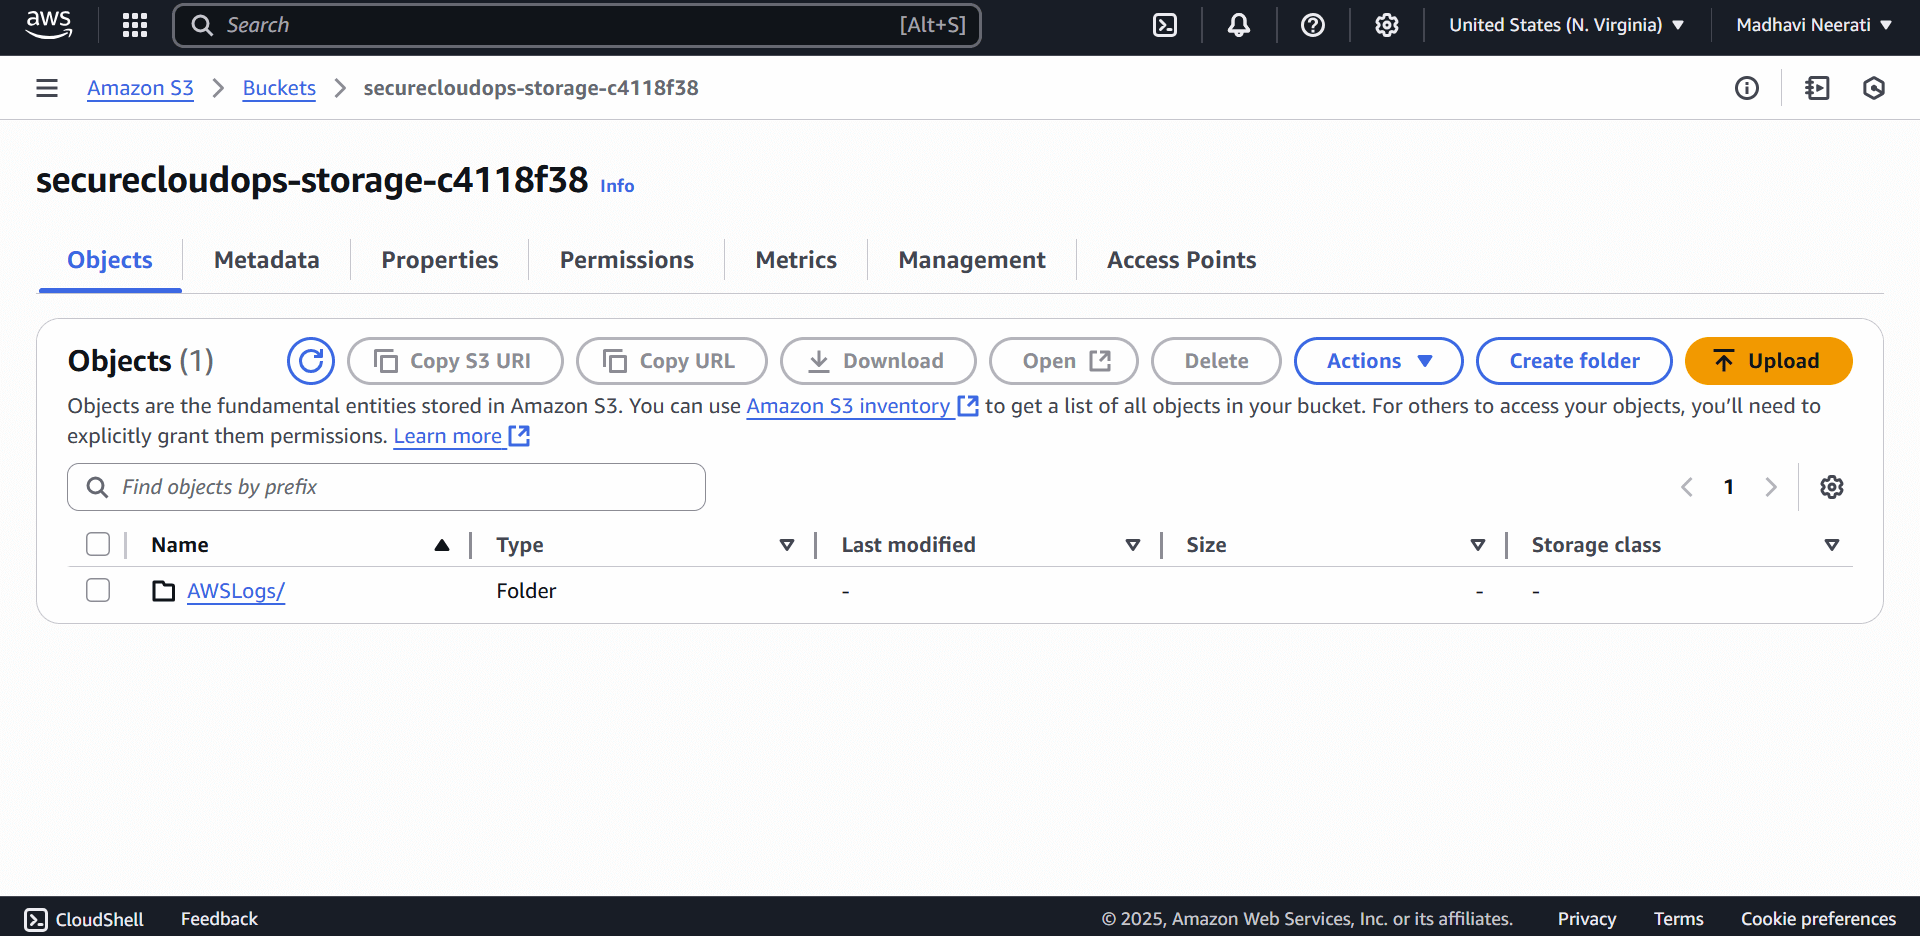 aws Search [Alt+S] United States (N. Virginia) Madhavi Neerati
Amazon S3 Buckets securecloudops-storage-c4118f38
securecloudops-storage-c4118f38 Info
Objects Metadata Properties Permissions Metrics Management Access Points
Objects (1) Copy S3 URI Copy URL Download Open Delete Actions Create folder Upload
Objects are the fundamental entities stored in Amazon S3. You can use Amazon S3 inventory to get a list of all objects in your bucket. For others to access your objects, you’ll need to
explicitly grant them permissions. Learn more
Find objects by prefix 1
Name Type Last modified Size Storage class
AWSLogs/ Folder - - -
CloudShell Feedback © 2025, Amazon Web Services, Inc. or its affiliates. Privacy Terms Cookie preferences